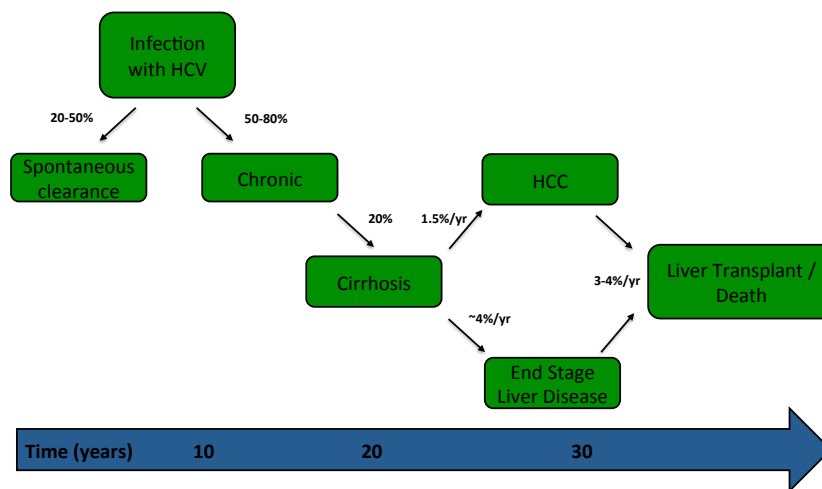 Infection
with HCV
20-50%
50-80%
Spontaneous
clearance
Chronic
HCC
20%
1.5%/yr
Cirrhosis
3-4%/yr
Liver Transplant /
Death
~4%/yr
End Stage
Liver Disease
Time (years) 10 20 30